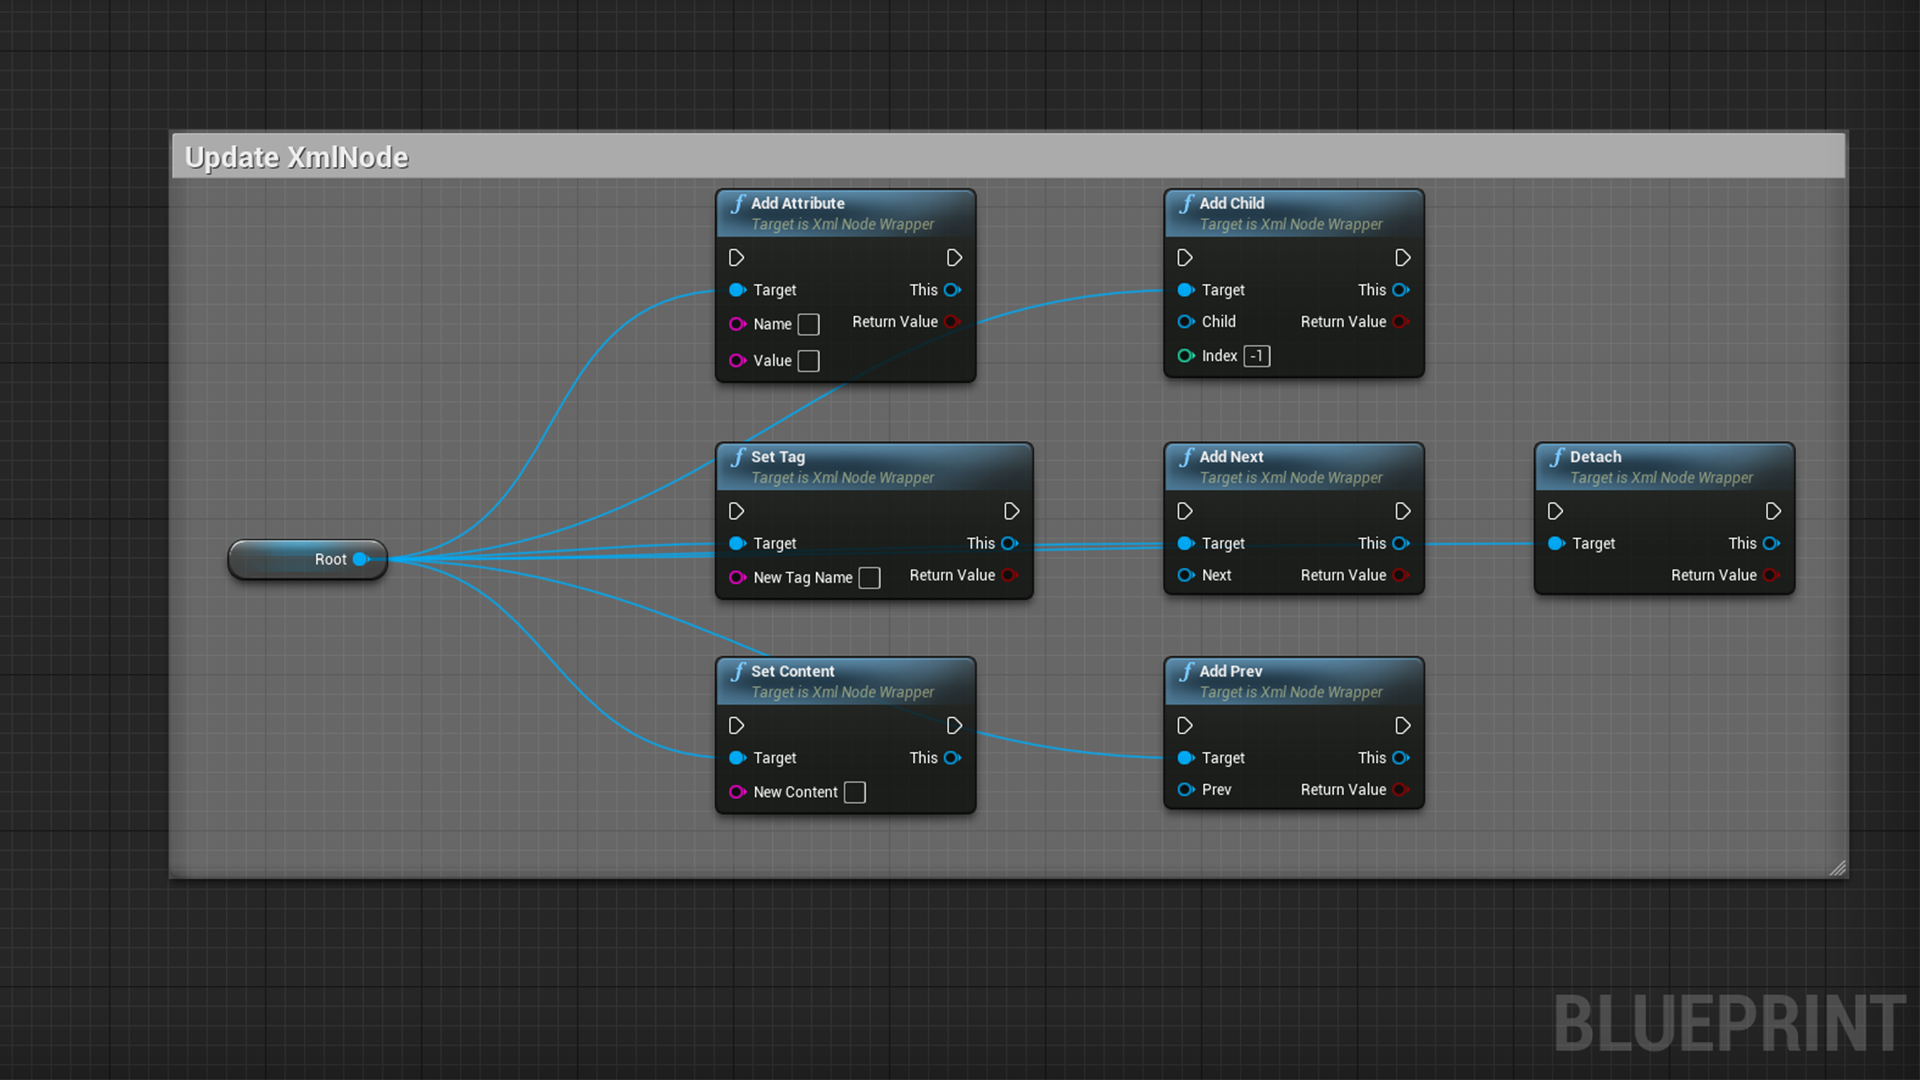 Update XmlNode
f Add Attribute
Target is Xml Node Wrapper
Target
This
Name
Return Value
Value
f Add Child
Target is Xml Node Wrapper
Target
This
Child
Return Value
Index -1
Root
f Set Tag
Target is Xml Node Wrapper
Target
This
New Tag Name
Return Value
f Add Next
Target is Xml Node Wrapper
Target
This
Next
Return Value
f Detach
Target is Xml Node Wrapper
Target
This
Return Value
f Set Content
Target is Xml Node Wrapper
Target
This
New Content
f Add Prev
Target is Xml Node Wrapper
Target
This
Prev
Return Value
BLUEPRINT